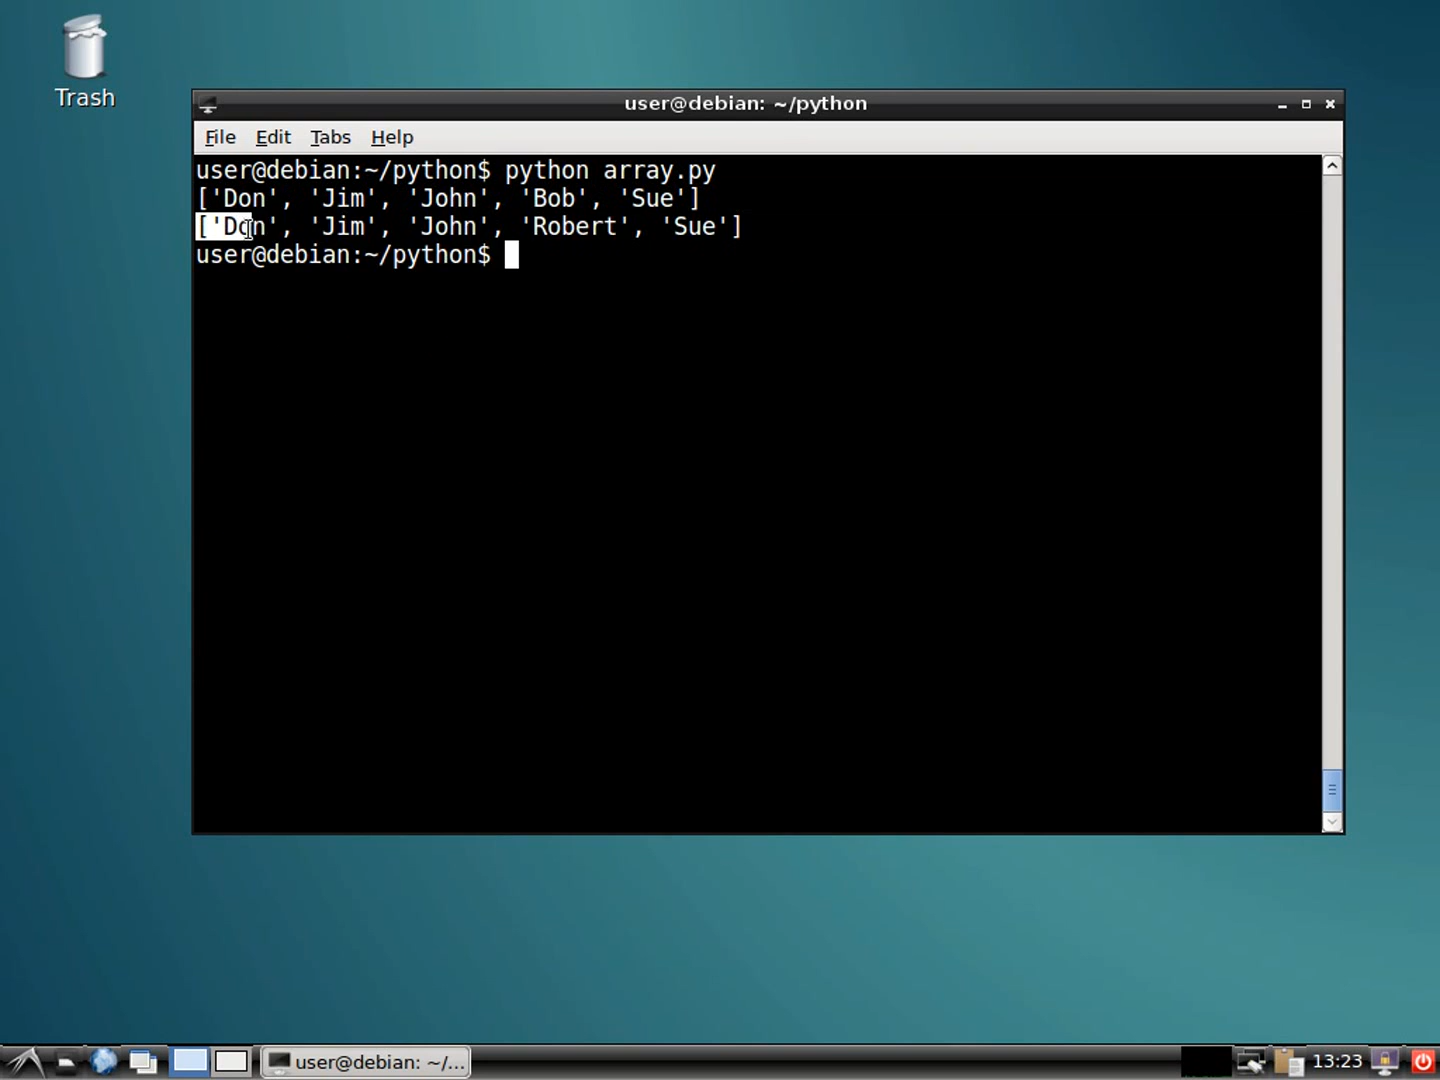 Trash
user@debian: ~/python
File Edit Tabs Help
user@debian:~/python$ python array.py
['Don', 'Jim', 'John', 'Bob', 'Sue']
['Don', 'Jim', 'John', 'Robert', 'Sue']
user@debian:~/python$
user@debian: ~/...
13:23